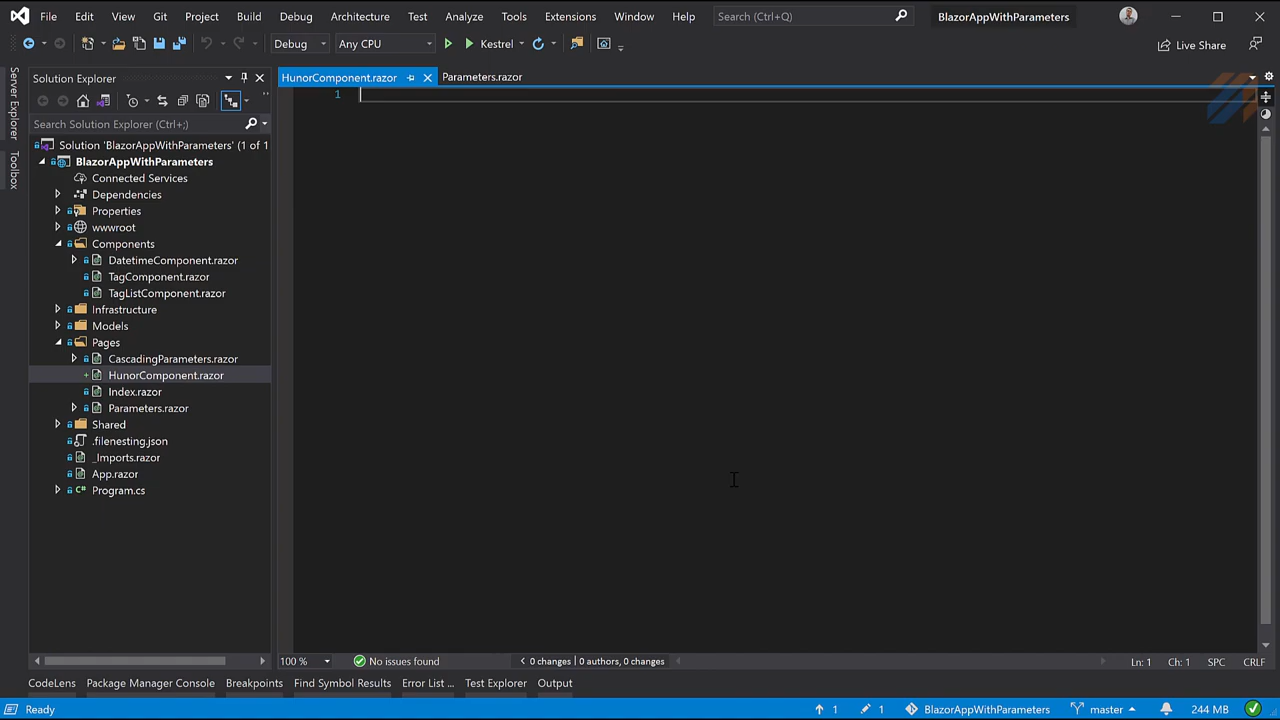 File Edit View Git Project Build Debug Architecture Test Analyze Tools Extensions Window Help Search (Ctrl+Q) BlazorAppWithParameters
Debug Any CPU Kestrel Live Share
Server Explorer
Toolbox
Solution Explorer
Search Solution Explorer (Ctrl+;)
Solution 'BlazorAppWithParameters' (1 of 1
BlazorAppWithParameters
Connected Services
Dependencies
Properties
wwwroot
Components
DatetimeComponent.razor
TagComponent.razor
TagListComponent.razor
Infrastructure
Models
Pages
CascadingParameters.razor
HunorComponent.razor
Index.razor
Parameters.razor
Shared
.filenesting.json
_Imports.razor
App.razor
Program.cs
HunorComponent.razor Parameters.razor
1
100 % No issues found 0 changes | 0 authors, 0 changes Ln: 1 Ch: 1 SPC CRLF
CodeLens Package Manager Console Breakpoints Find Symbol Results Error List ... Test Explorer Output
Ready 1 1 BlazorAppWithParameters master 244 MB